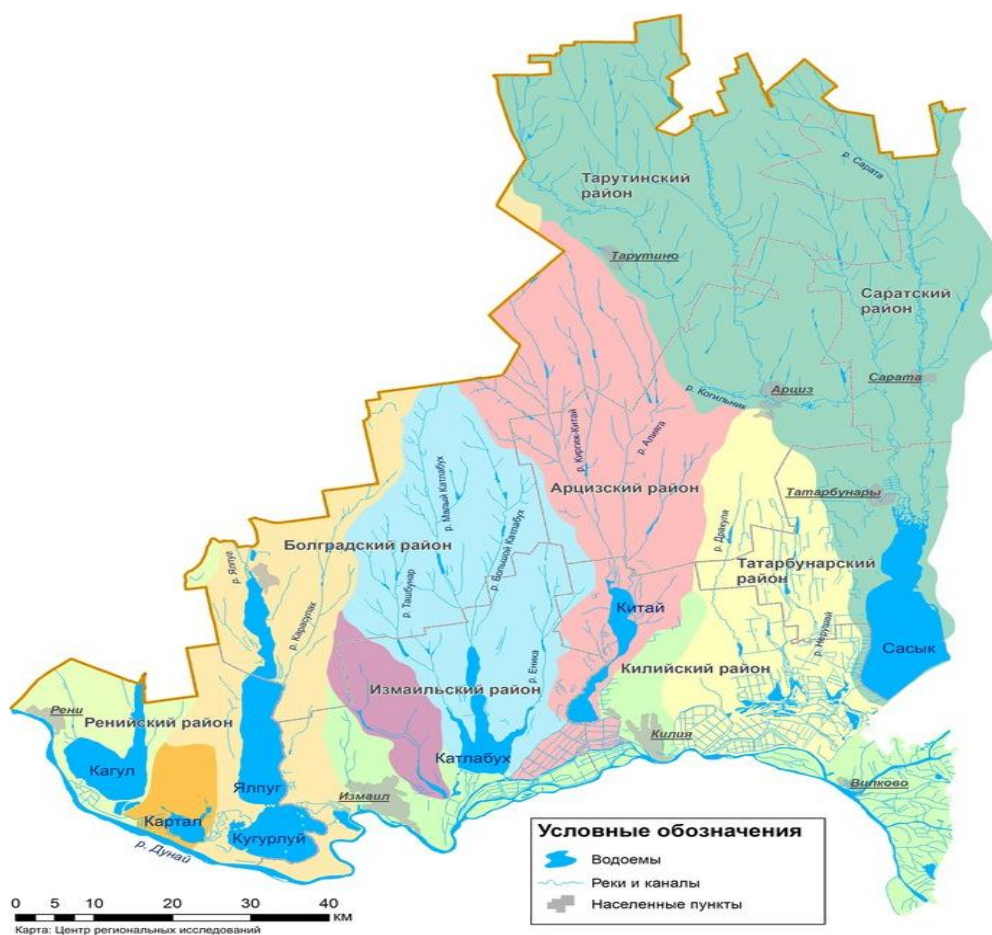 р. Сарата
Тарутинский
район
Тарутино
Саратский
район
р. Когильник
Арциз
Сарата
р. Киргиж-Китай
р. Алияга
р. Малый Катлабух
Арцизский район
Татарбунары
р. Большой Катлабух
р. Дракуля
Болградский район
р. Ялпуг
р. Ташбунар
Татарбунарский
район
р. Карасулак
Китай
р. Нерушай
Сасык
р. Еника
Килийский район
Измаильский район
Рени
Ренийский район
Килия
Катлабух
Кагул
Ялпуг
Измаил
Вилково
Картал
Кугурлуй
р. Дунай
Условные обозначения
Водоемы
Реки и каналы
Населенные пункты
0 5 10 20 30 40
КМ
Карта: Центр региональных исследований